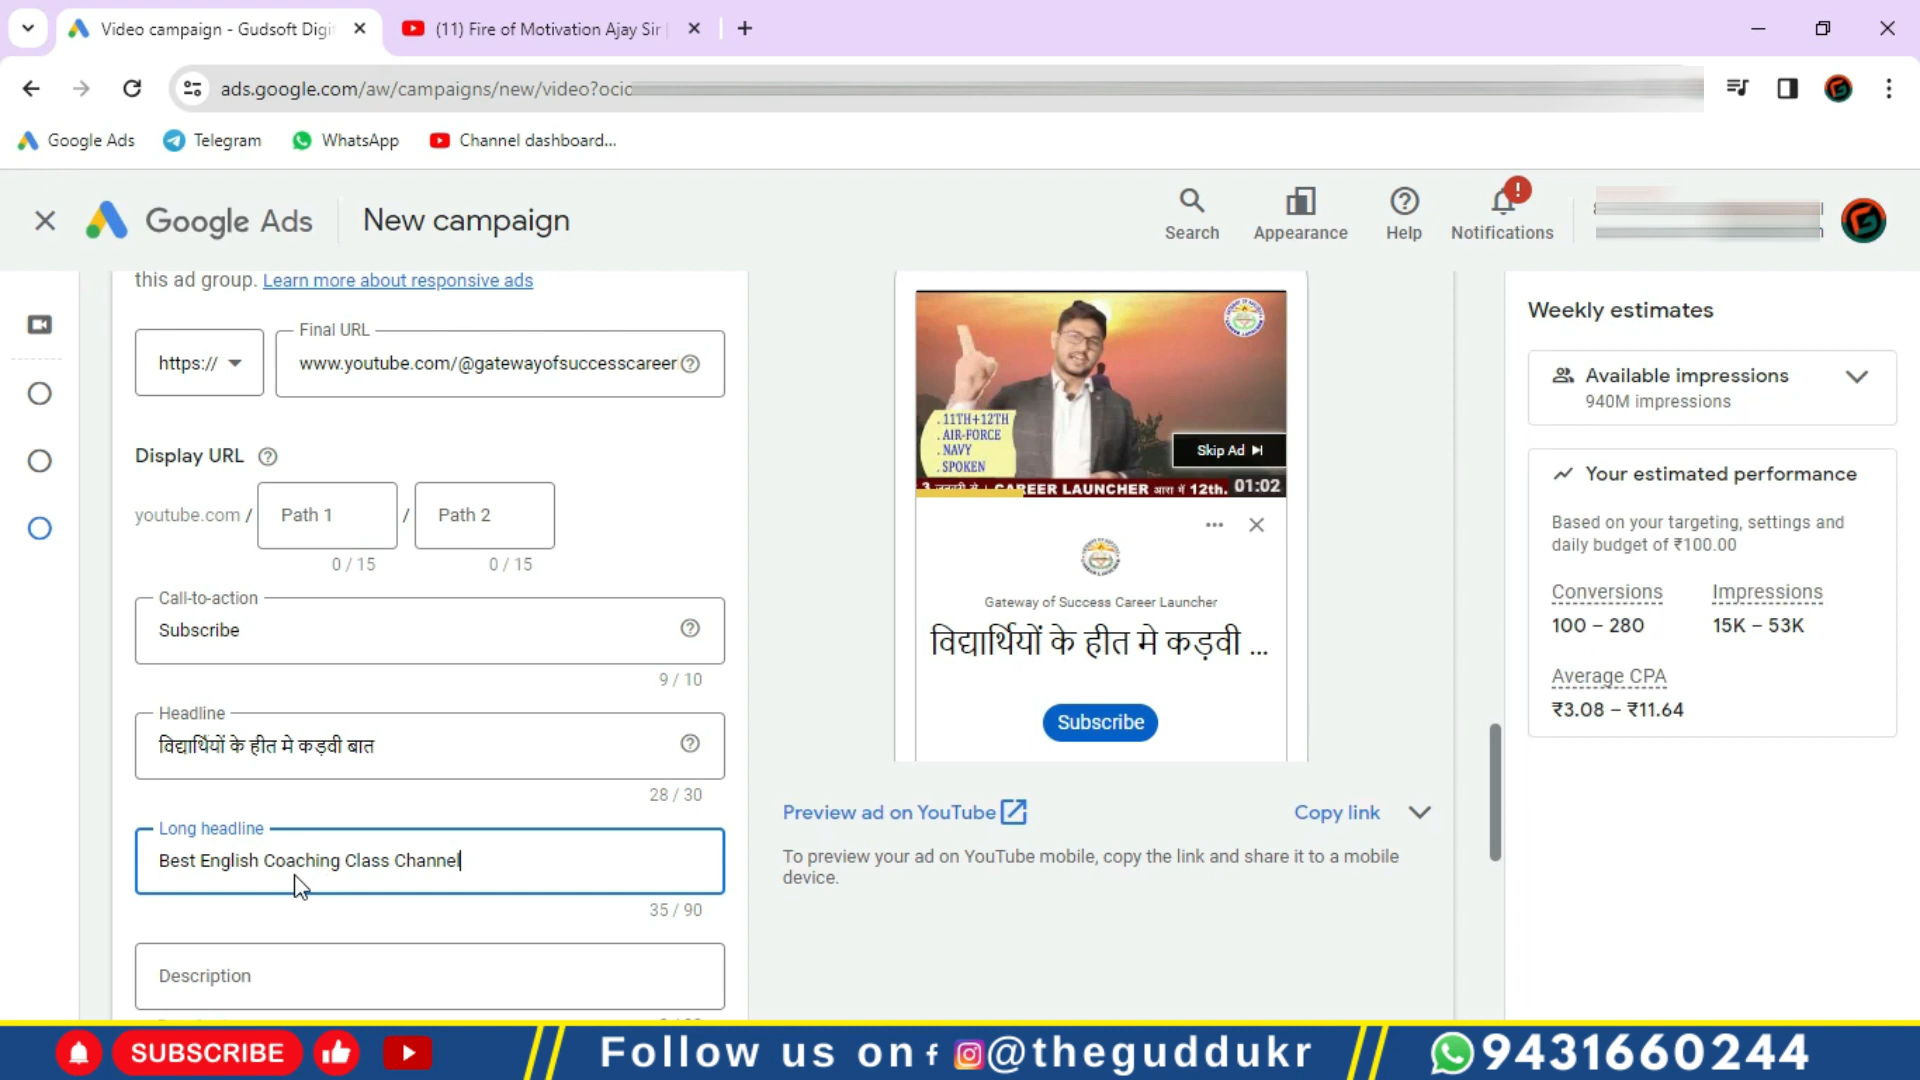 Video campaign - Gudsoft Digi
(11) Fire of Motivation Ajay Sir
ads.google.com/aw/campaigns/new/video?ocid
Google Ads
Telegram
WhatsApp
Channel dashboard...
Google Ads
New campaign
Search
Appearance
Help
Notifications
this ad group. Learn more about responsive ads
https://
Final URL
www.youtube.com/@gatewayofsuccesscareer
Display URL
youtube.com /
Path 1
/
Path 2
0 / 15
0 / 15
Call-to-action
Subscribe
9 / 10
Headline
विद्यार्थियों के हीत मे कड़वी बात
28 / 30
Long headline
Best English Coaching Class Channel
35 / 90
Description
. 11TH+12TH
. AIR-FORCE
. NAVY
. SPOKEN
Skip Ad
CAREER LAUNCHER आरा में 12th.
01:02
Gateway of Success Career Launcher
विद्यार्थियों के हीत मे कड़वी ...
Subscribe
Preview ad on YouTube
Copy link
To preview your ad on YouTube mobile, copy the link and share it to a mobile
device.
Weekly estimates
Available impressions
940M impressions
Your estimated performance
Based on your targeting, settings and
daily budget of ₹100.00
Conversions
Impressions
100 – 280
15K – 53K
Average CPA
₹3.08 – ₹11.64
SUBSCRIBE
Follow us on f @theguddukr
9431660244